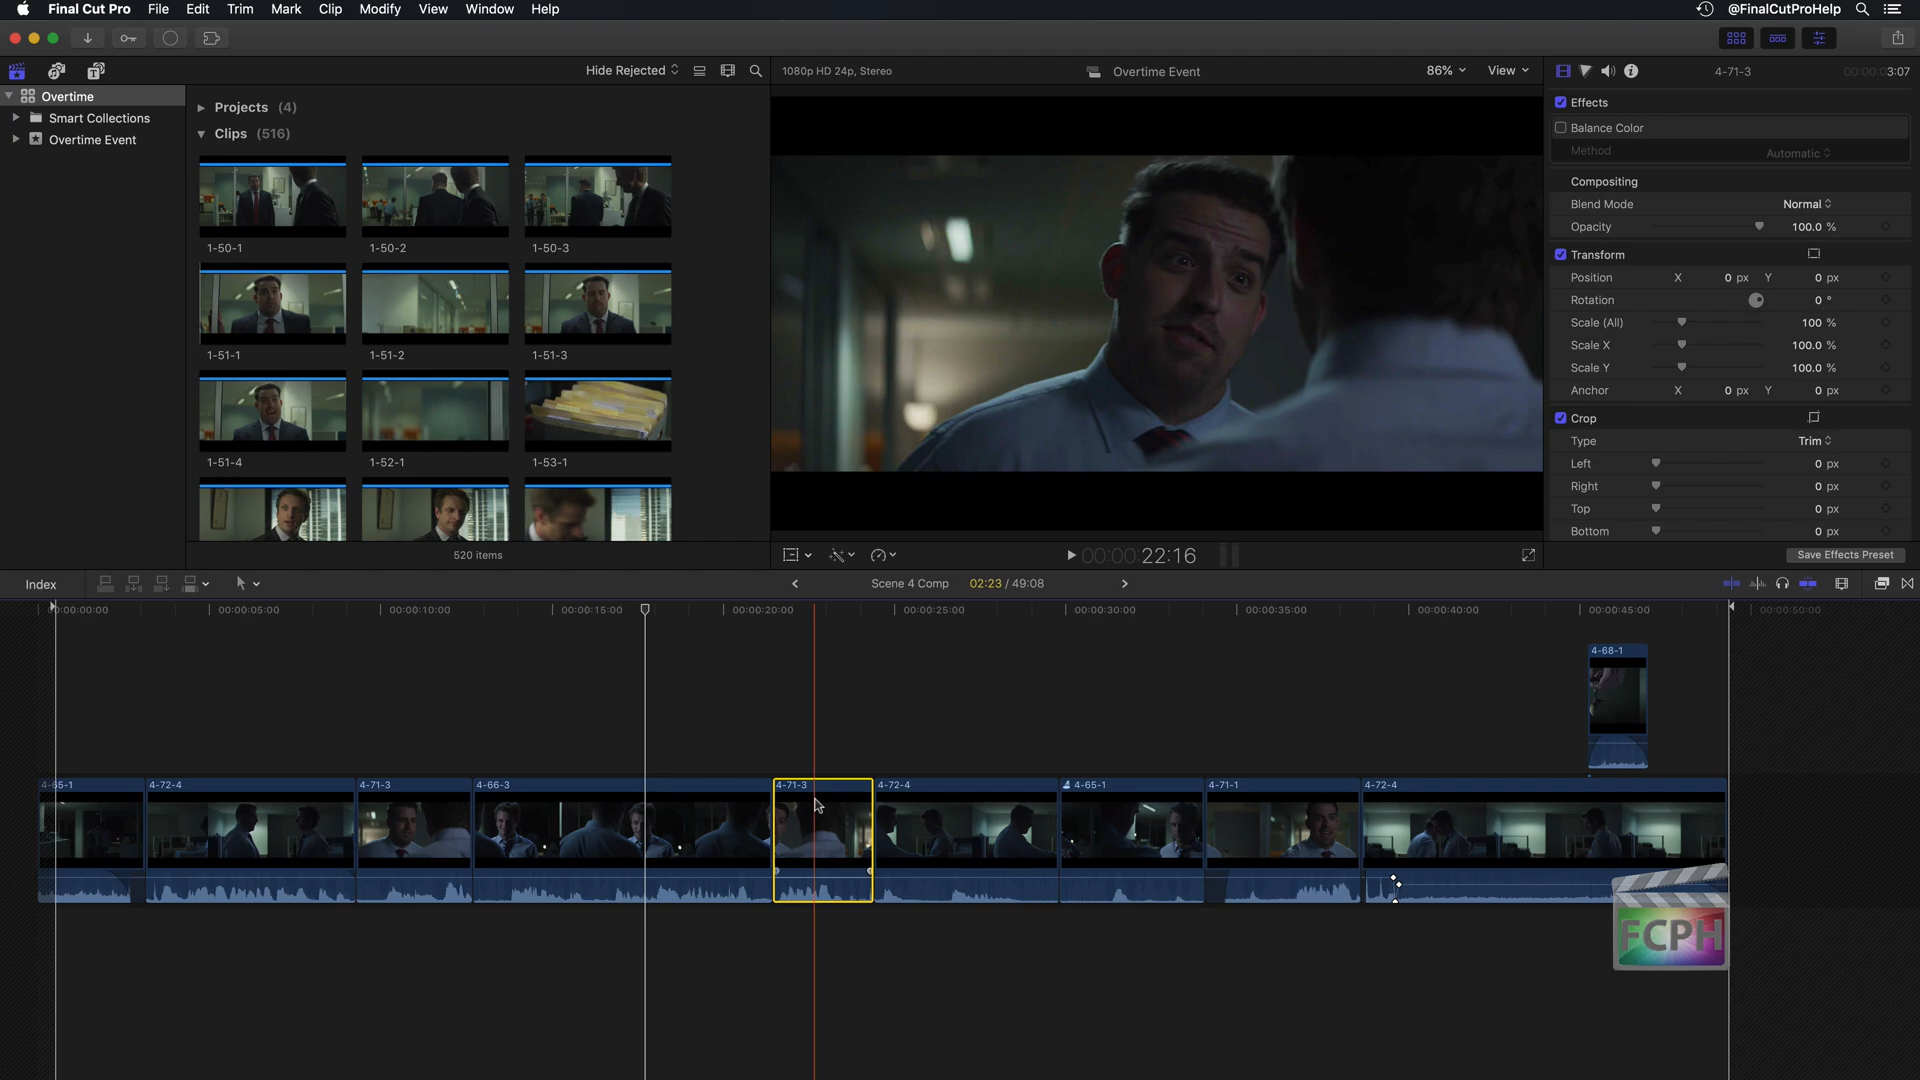 Final Cut Pro File Edit Trim Mark Clip Modify View Window Help @FinalCutProHelp
Hide Rejected
1080p HD 24p, Stereo Overtime Event 86% View
4-71-3 00:00:03:07
Overtime
Smart Collections
Overtime Event
Projects (4)
Clips (516)
1-50-1 1-50-2 1-50-3
1-51-1 1-51-2 1-51-3
1-51-4 1-52-1 1-53-1
520 items
00:00:22:16
Effects
Balance Color
Method Automatic
Compositing
Blend Mode Normal
Opacity 100.0 %
Transform
Position X 0 px Y 0 px
Rotation 0 °
Scale (All) 100 %
Scale X 100.0 %
Scale Y 100.0 %
Anchor X 0 px Y 0 px
Crop
Type Trim
Left 0 px
Right 0 px
Top 0 px
Bottom 0 px
Save Effects Preset
Index Scene 4 Comp 02:23 / 49:08
00:00:00:00 00:00:05:00 00:00:10:00 00:00:15:00 00:00:20:00 00:00:25:00 00:00:30:00 00:00:35:00 00:00:40:00 00:00:45:00 00:00:50:00
4-68-1
4-65-1 4-72-4 4-71-3 4-66-3 4-71-3 4-72-4 4-65-1 4-71-1 4-72-4
FCPH